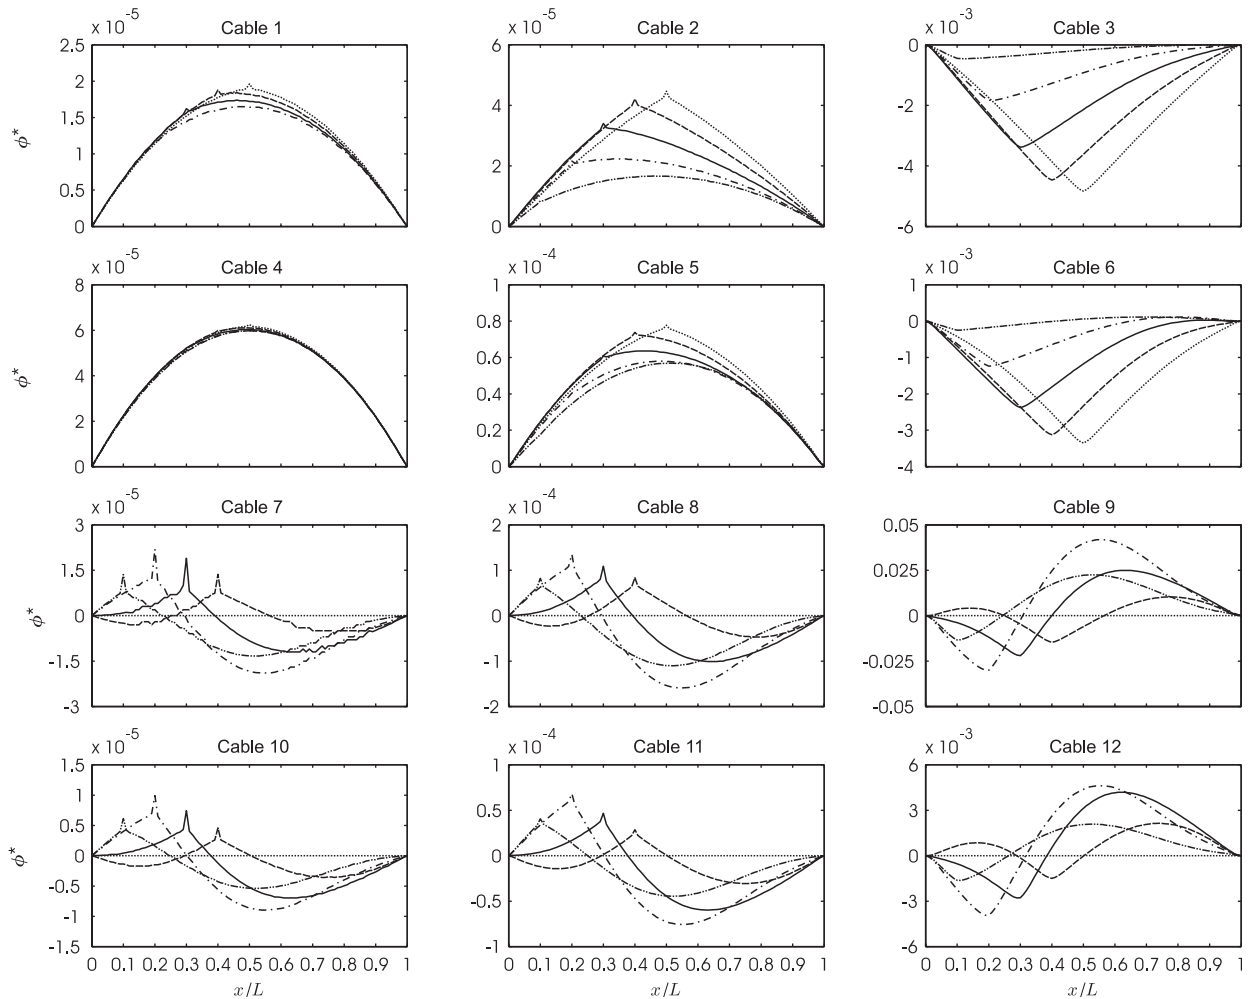 x 10-5
Cable 1
x 10-5
Cable 2
x 10-3
Cable 3
2.5
2
1.5
1
0.5
0
ϕ*
6
4
2
0
0
-2
-4
-6
ϕ*
x 10-5
Cable 4
x 10-4
Cable 5
x 10-3
Cable 6
8
6
4
2
0
ϕ*
1
0.8
0.6
0.4
0.2
0
1
0
-1
-2
-3
-4
x 10-5
Cable 7
x 10-4
Cable 8
Cable 9
3
1.5
0
-1.5
-3
ϕ*
2
1
0
-1
-2
0.05
0.025
0
-0.025
-0.05
x 10-5
Cable 10
x 10-4
Cable 11
x 10-3
Cable 12
1.5
1
0.5
0
-0.5
-1
-1.5
ϕ*
1
0.5
0
-0.5
-1
6
3
0
-3
-6
0 0.1 0.2 0.3 0.4 0.5 0.6 0.7 0.8 0.9 1
0 0.1 0.2 0.3 0.4 0.5 0.6 0.7 0.8 0.9 1
0 0.1 0.2 0.3 0.4 0.5 0.6 0.7 0.8 0.9 1
x/L
x/L
x/L